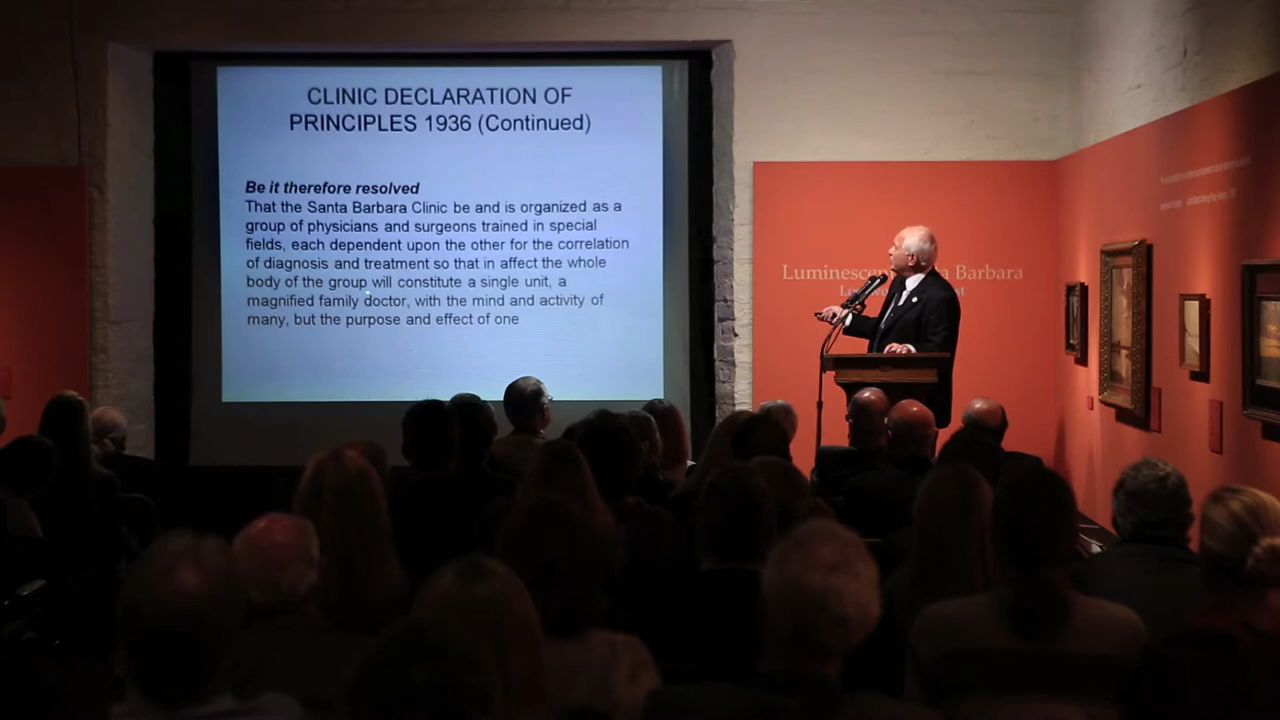 CLINIC DECLARATION OF
PRINCIPLES 1936 (Continued)
Be it therefore resolved
That the Santa Barbara Clinic be and is organized as a
group of physicians and surgeons trained in special
fields, each dependent upon the other for the correlation
of diagnosis and treatment so that in affect the whole
body of the group will constitute a single unit, a
magnified family doctor, with the mind and activity of
many, but the purpose and effect of one
Barbara